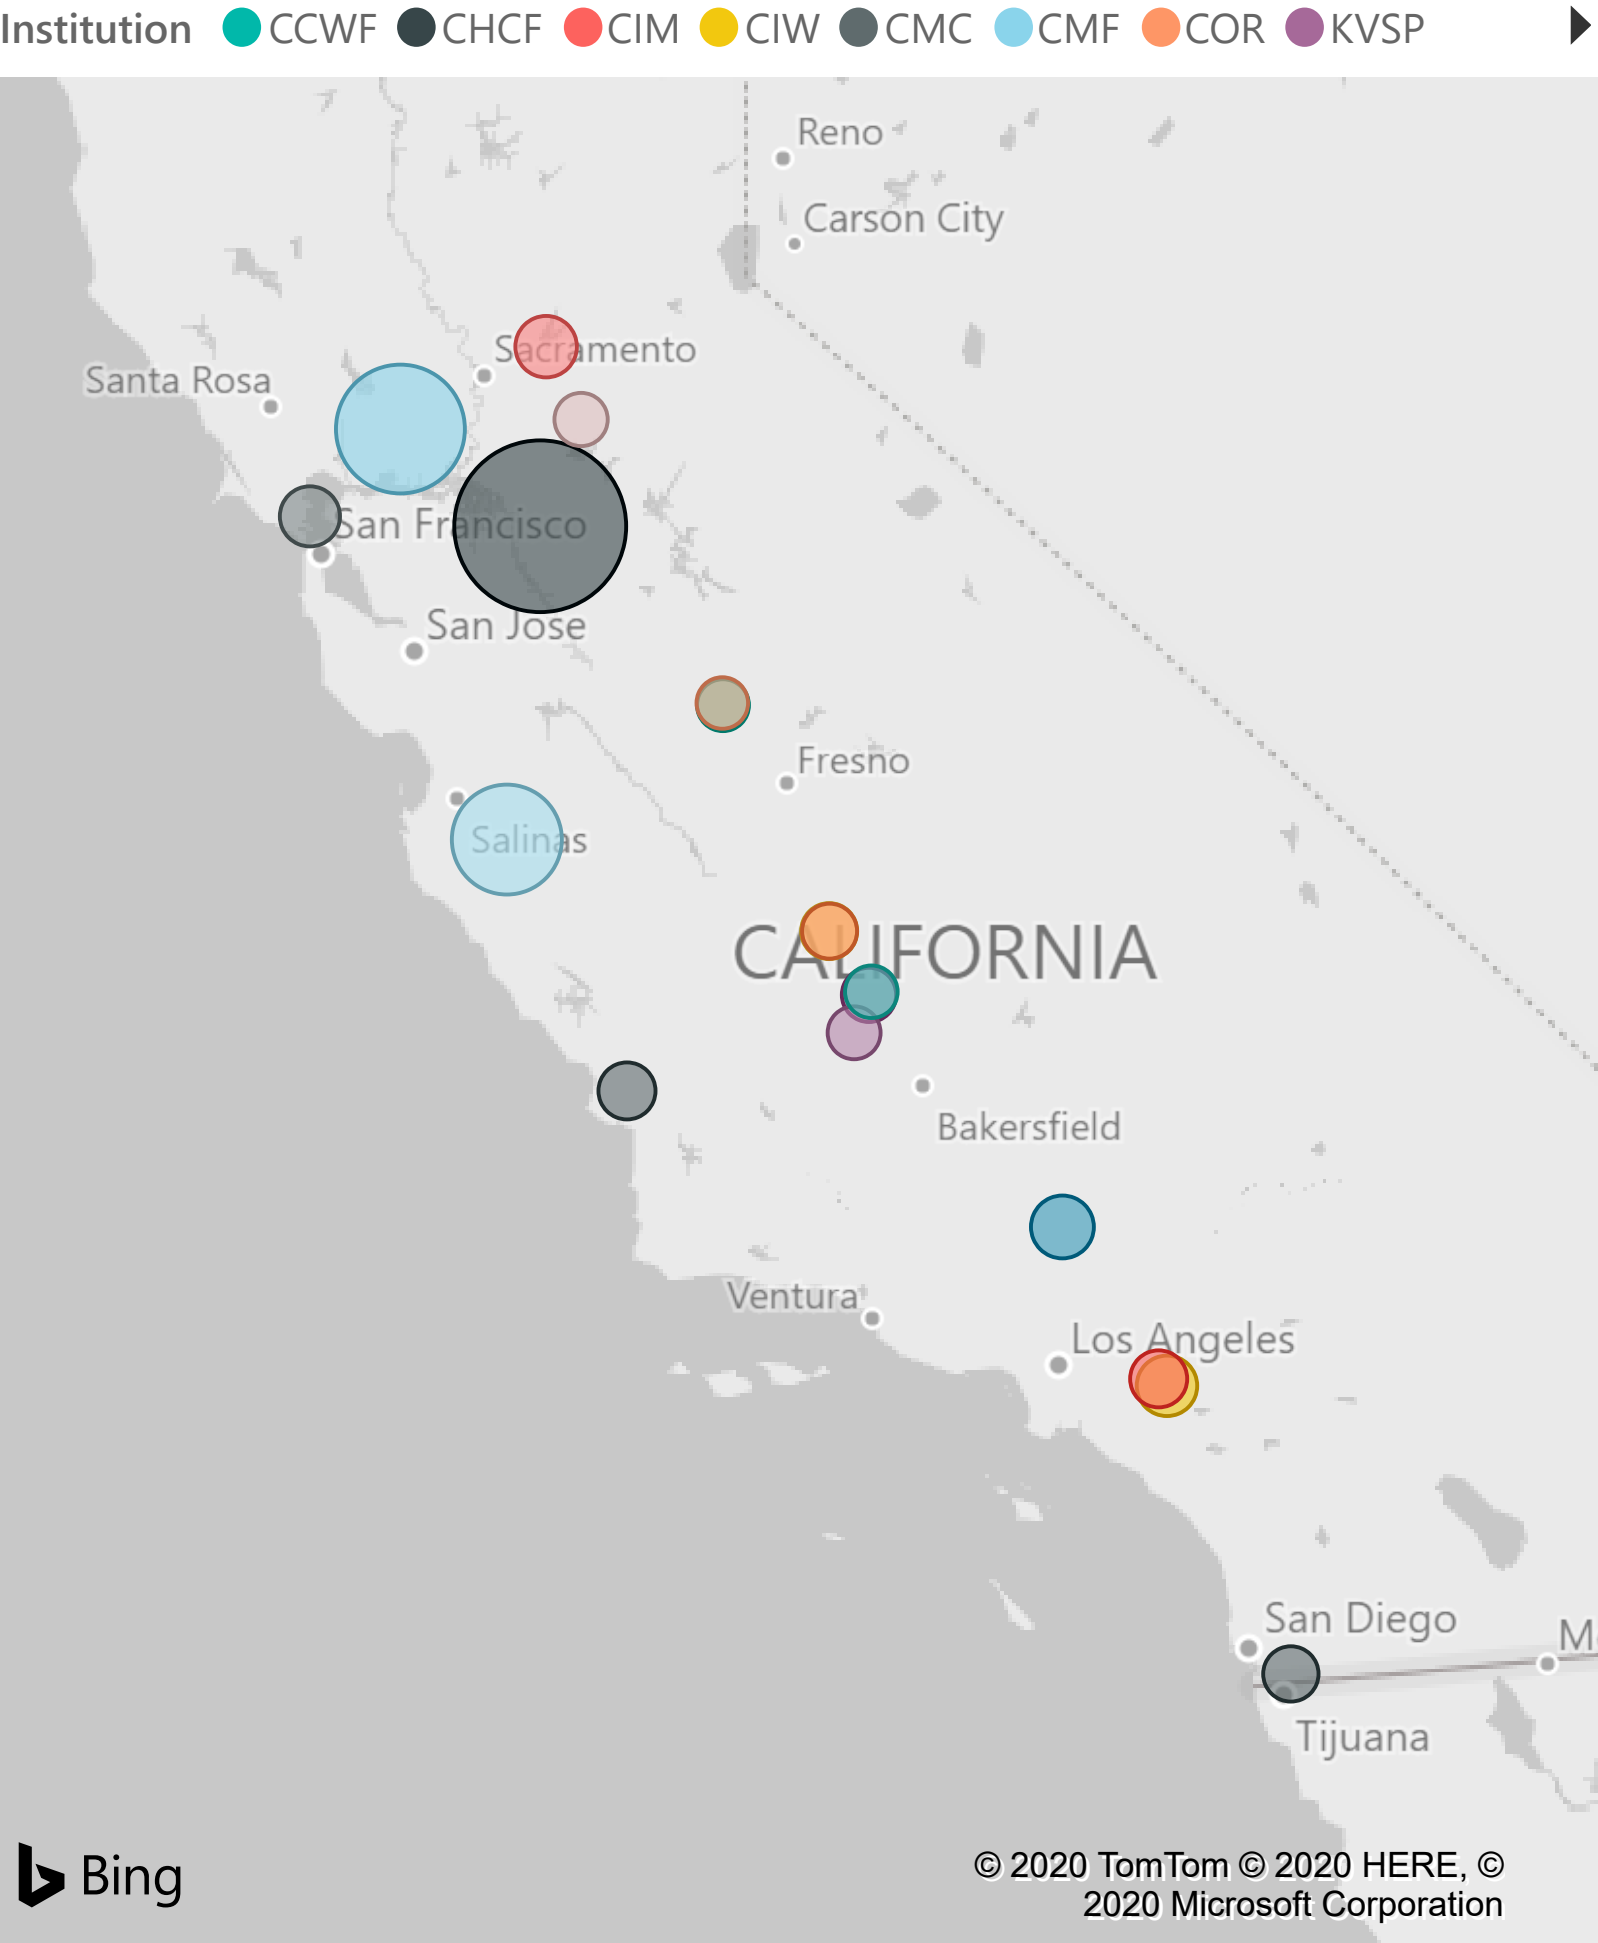 Institution CCWF CHCF CIM CIW CMC CMF COR KVSP
Reno
Carson City
Sacramento
Santa Rosa
San Francisco
San Jose
Fresno
Salinas
CALIFORNIA
Bakersfield
Ventura
Los Angeles
San Diego
Me
Tijuana
Bing
© 2020 TomTom © 2020 HERE, ©
2020 Microsoft Corporation